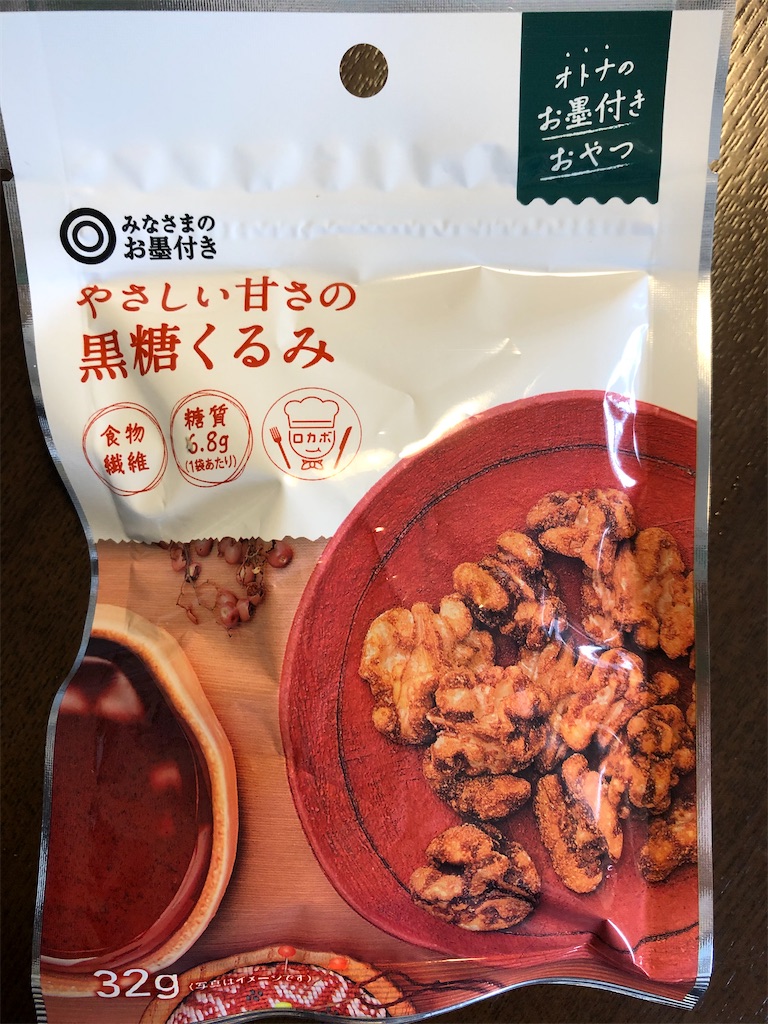 オトナの
お墨付き
おやつ
みなさまの
お墨付き
やさしい甘さの
黒糖くるみ
食物
繊維
糖質
6.8g
(1袋あたり)
ロカボ
32g (写真はイメージです)